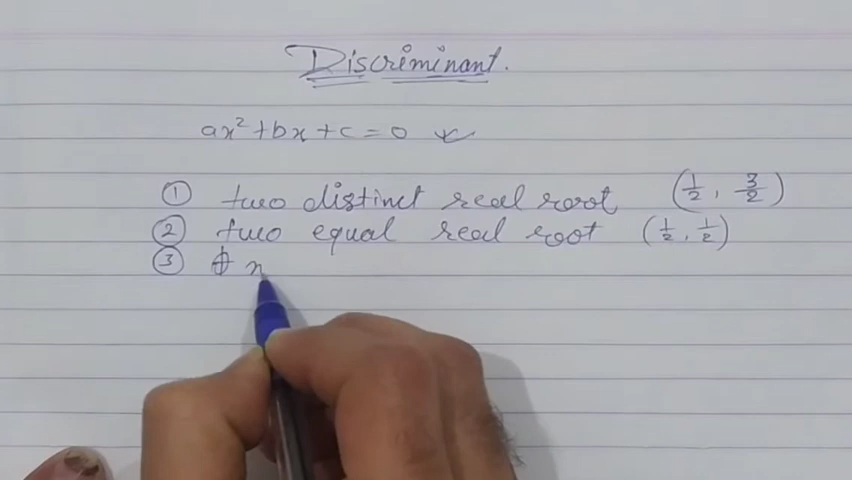 Discriminant.
ax² + bx + c = 0
① two distinct real root (1/2, 3/2)
② two equal real root (1/2, 1/2)
③ n